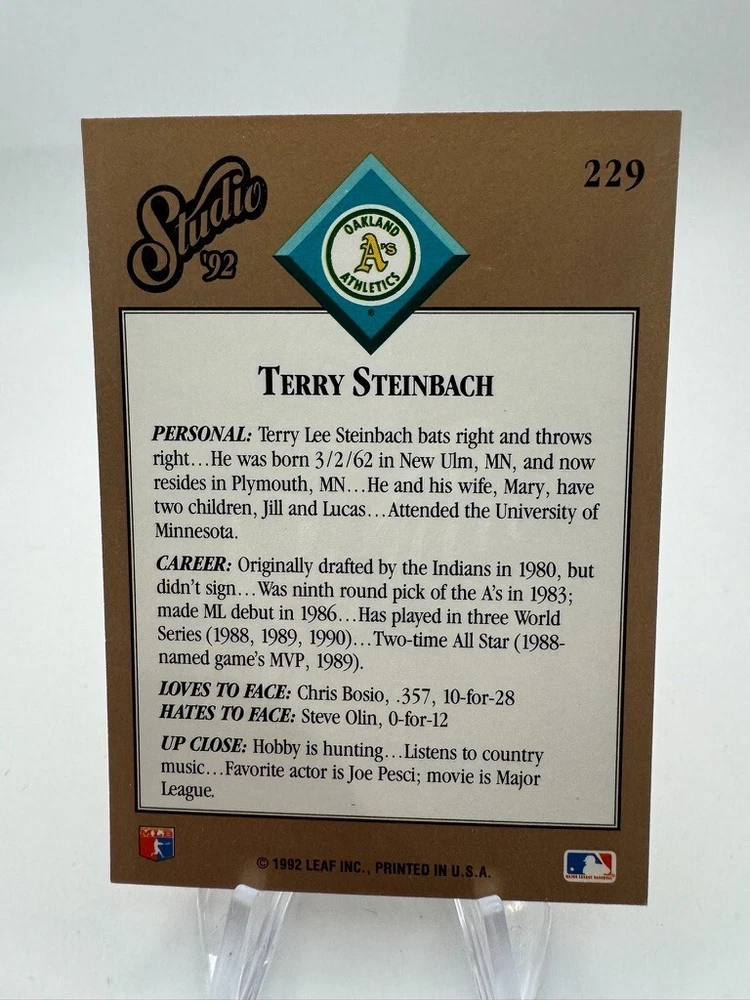 Studio
'92
229
OAKLAND
A's
ATHLETICS
®
TERRY STEINBACH
PERSONAL: Terry Lee Steinbach bats right and throws
right...He was born 3/2/62 in New Ulm, MN, and now
resides in Plymouth, MN...He and his wife, Mary, have
two children, Jill and Lucas...Attended the University of
Minnesota.
CAREER: Originally drafted by the Indians in 1980, but
didn't sign...Was ninth round pick of the A's in 1983;
made ML debut in 1986...Has played in three World
Series (1988, 1989, 1990)...Two-time All Star (1988-
named game's MVP, 1989).
LOVES TO FACE: Chris Bosio, .357, 10-for-28
HATES TO FACE: Steve Olin, 0-for-12
UP CLOSE: Hobby is hunting...Listens to country
music...Favorite actor is Joe Pesci; movie is Major
League.
© 1992 LEAF INC., PRINTED IN U.S.A.
MAJOR LEAGUE BASEBALL